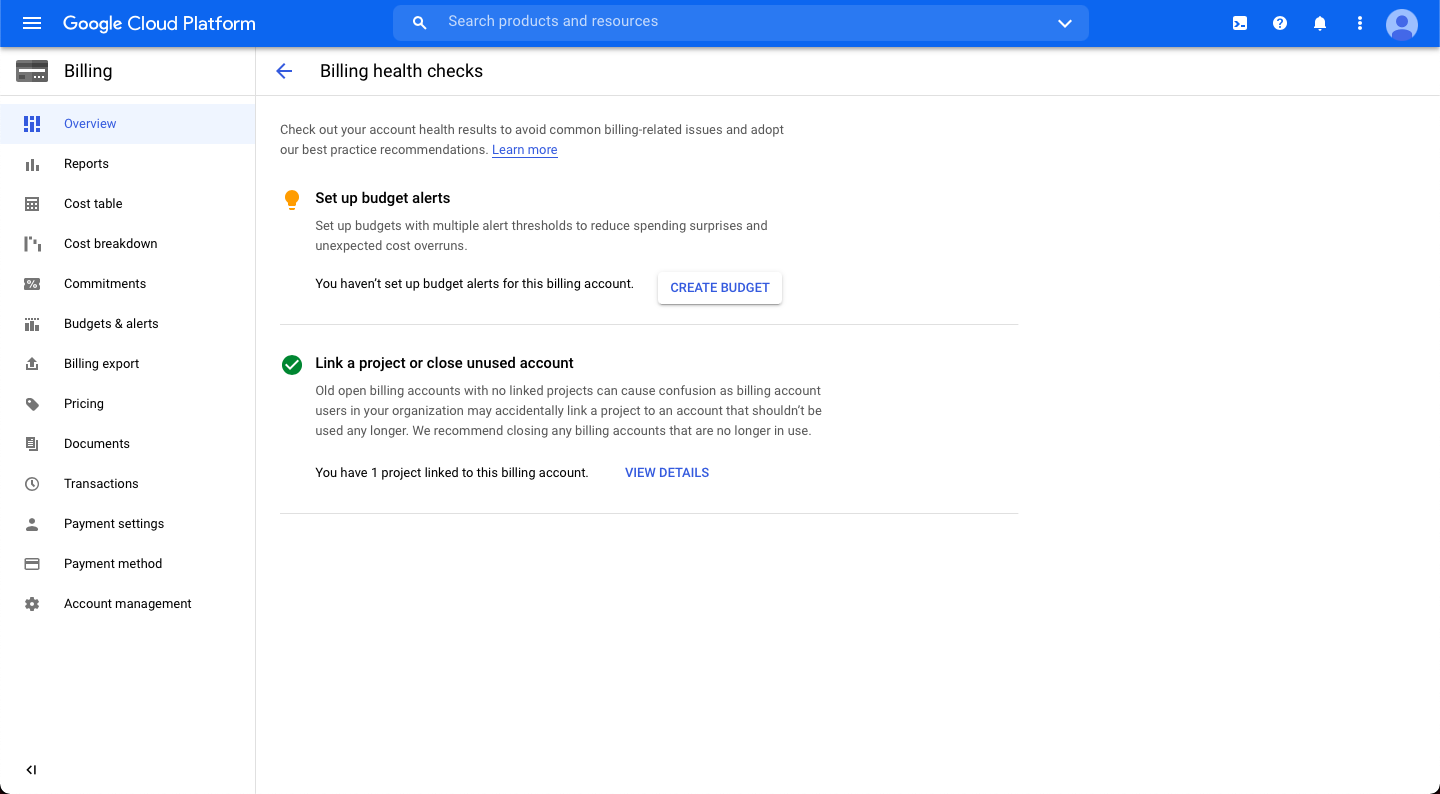 Google Cloud Platform
Search products and resources
Billing
Billing health checks
Overview
Reports
Cost table
Cost breakdown
Commitments
Budgets & alerts
Billing export
Pricing
Documents
Transactions
Payment settings
Payment method
Account management
Check out your account health results to avoid common billing-related issues and adopt
our best practice recommendations. Learn more
Set up budget alerts
Set up budgets with multiple alert thresholds to reduce spending surprises and
unexpected cost overruns.
You haven’t set up budget alerts for this billing account. CREATE BUDGET
Link a project or close unused account
Old open billing accounts with no linked projects can cause confusion as billing account
users in your organization may accidentally link a project to an account that shouldn’t be
used any longer. We recommend closing any billing accounts that are no longer in use.
You have 1 project linked to this billing account. VIEW DETAILS